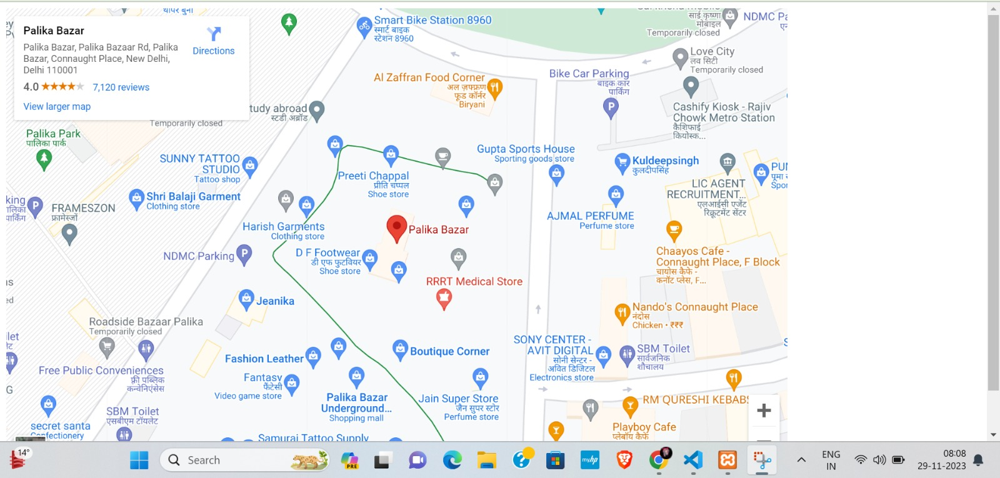 थापर बुना
Palika Bazar
Palika Bazar, Palika Bazaar Rd, Palika
Bazar, Connaught Place, New Delhi,
Delhi 110001
4.0
7,120 reviews
View larger map
Directions
Smart Bike Station 8960
स्मार्ट बाइक
स्टेशन 8960
साई कृष्णा
मोबाइल
Temporarily closed
NDMC Pa
Love City
लव सिटी
Temporarily closed
Al Zaffran Food Corner
अल ज़फ्फ्रण
फूड कॉर्नर
Biryani
Bike Car Parking
बाइक कार
पार्किंग
Cashify Kiosk - Rajiv
Chowk Metro Station
कैशिफाई
कियोस्क...
tudy abroad
स्टडी अब्रॉड
Temporarily closed
Palika Park
पालिका पार्क
SUNNY TATTOO
STUDIO
Tattoo shop
Preeti Chappal
प्रीति चप्पल
Shoe store
Gupta Sports House
Sporting goods store
Kuldeepsingh
कुलदीपसिंह
LIC AGENT
RECRUITMENT...
एलआईसी एजेंट
रिक्रूटमेंट सेंटर
PUM
पूमा स
Spor
Shri Balaji Garment
Clothing store
king
ालिका
पार्किंग
FRAMESZON
फ्रामेस्जों
Harish Garments
Clothing store
Palika Bazar
AJMAL PERFUME
Perfume store
NDMC Parking
D F Footwear
डी एफ फुटवियर
Shoe store
Chaayos Cafe -
Connaught Place, F Block
चायोस कैफे -
कनॉट प्लेस, F...
RRRT Medical Store
Jeanika
Nando's Connaught Place
नंदोस
Chicken • ₹₹₹
Roadside Bazaar Palika
Temporarily closed
Fashion Leather
Boutique Corner
SONY CENTER -
AVIT DIGITAL
सोनी सेन्टर -
अवित डिजिटल
Electronics store
SBM Toilet
सार्वजनिक
शौचालय
Free Public Conveniences
फ़्री पब्लिक
कन्वेनिएंसेस
Fantasy
फैंटेसी
Video game store
Palika Bazar
Underground...
Shopping mall
Jain Super Store
जैन सुपर स्टोर
Perfume store
RM QURESHI KEBABS
SBM Toilet
एसबीएम टॉयलेट
secret santa
Confectionery
Playboy Cafe
प्लेबॉय कैफे
Samurai Tattoo Supply
14°
Search
PRE
myhp
ENG
IN
08:08
29-11-2023